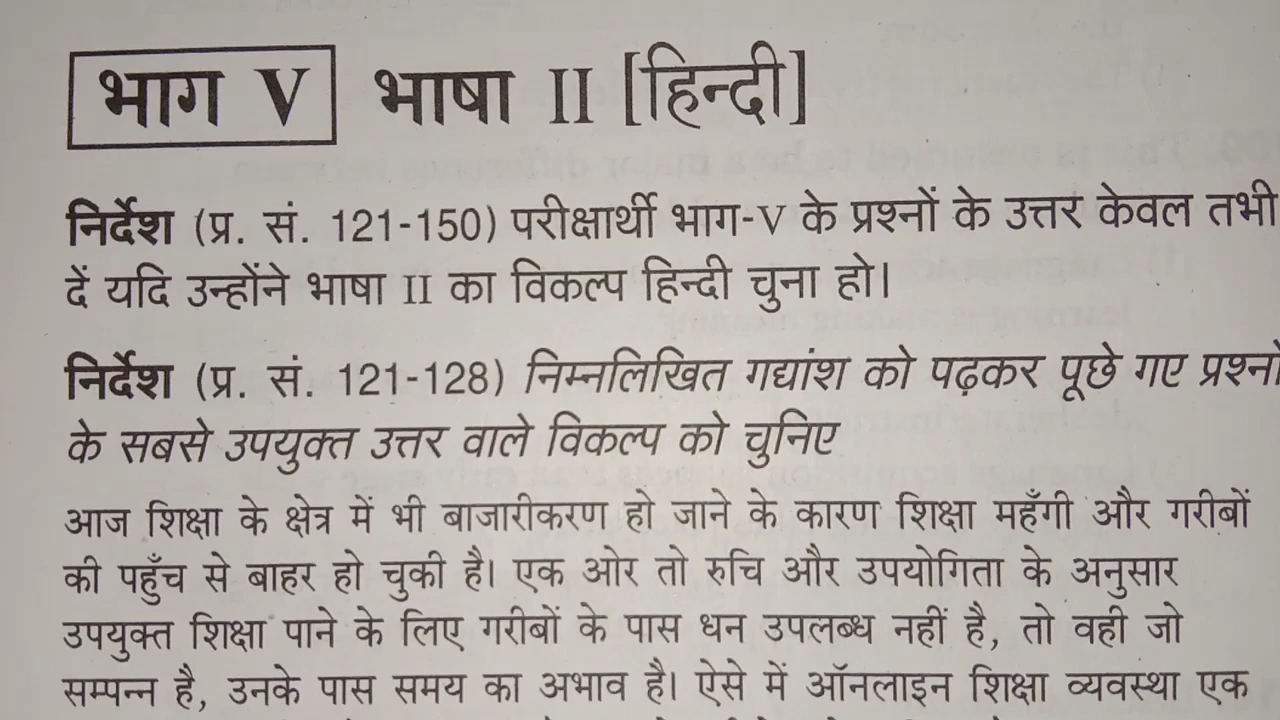 भाग V भाषा II [हिन्दी]
निर्देश (प्र. सं. 121-150) परीक्षार्थी भाग-V के प्रश्नों के उत्तर केवल तभी
दें यदि उन्होंने भाषा II का विकल्प हिन्दी चुना हो।
निर्देश (प्र. सं. 121-128) निम्नलिखित गद्यांश को पढ़कर पूछे गए प्रश्नों
के सबसे उपयुक्त उत्तर वाले विकल्प को चुनिए
आज शिक्षा के क्षेत्र में भी बाजारीकरण हो जाने के कारण शिक्षा महँगी और गरीबों
की पहुँच से बाहर हो चुकी है। एक ओर तो रुचि और उपयोगिता के अनुसार
उपयुक्त शिक्षा पाने के लिए गरीबों के पास धन उपलब्ध नहीं है, तो वही जो
सम्पन्न है, उनके पास समय का अभाव है। ऐसे में ऑनलाइन शिक्षा व्यवस्था एक